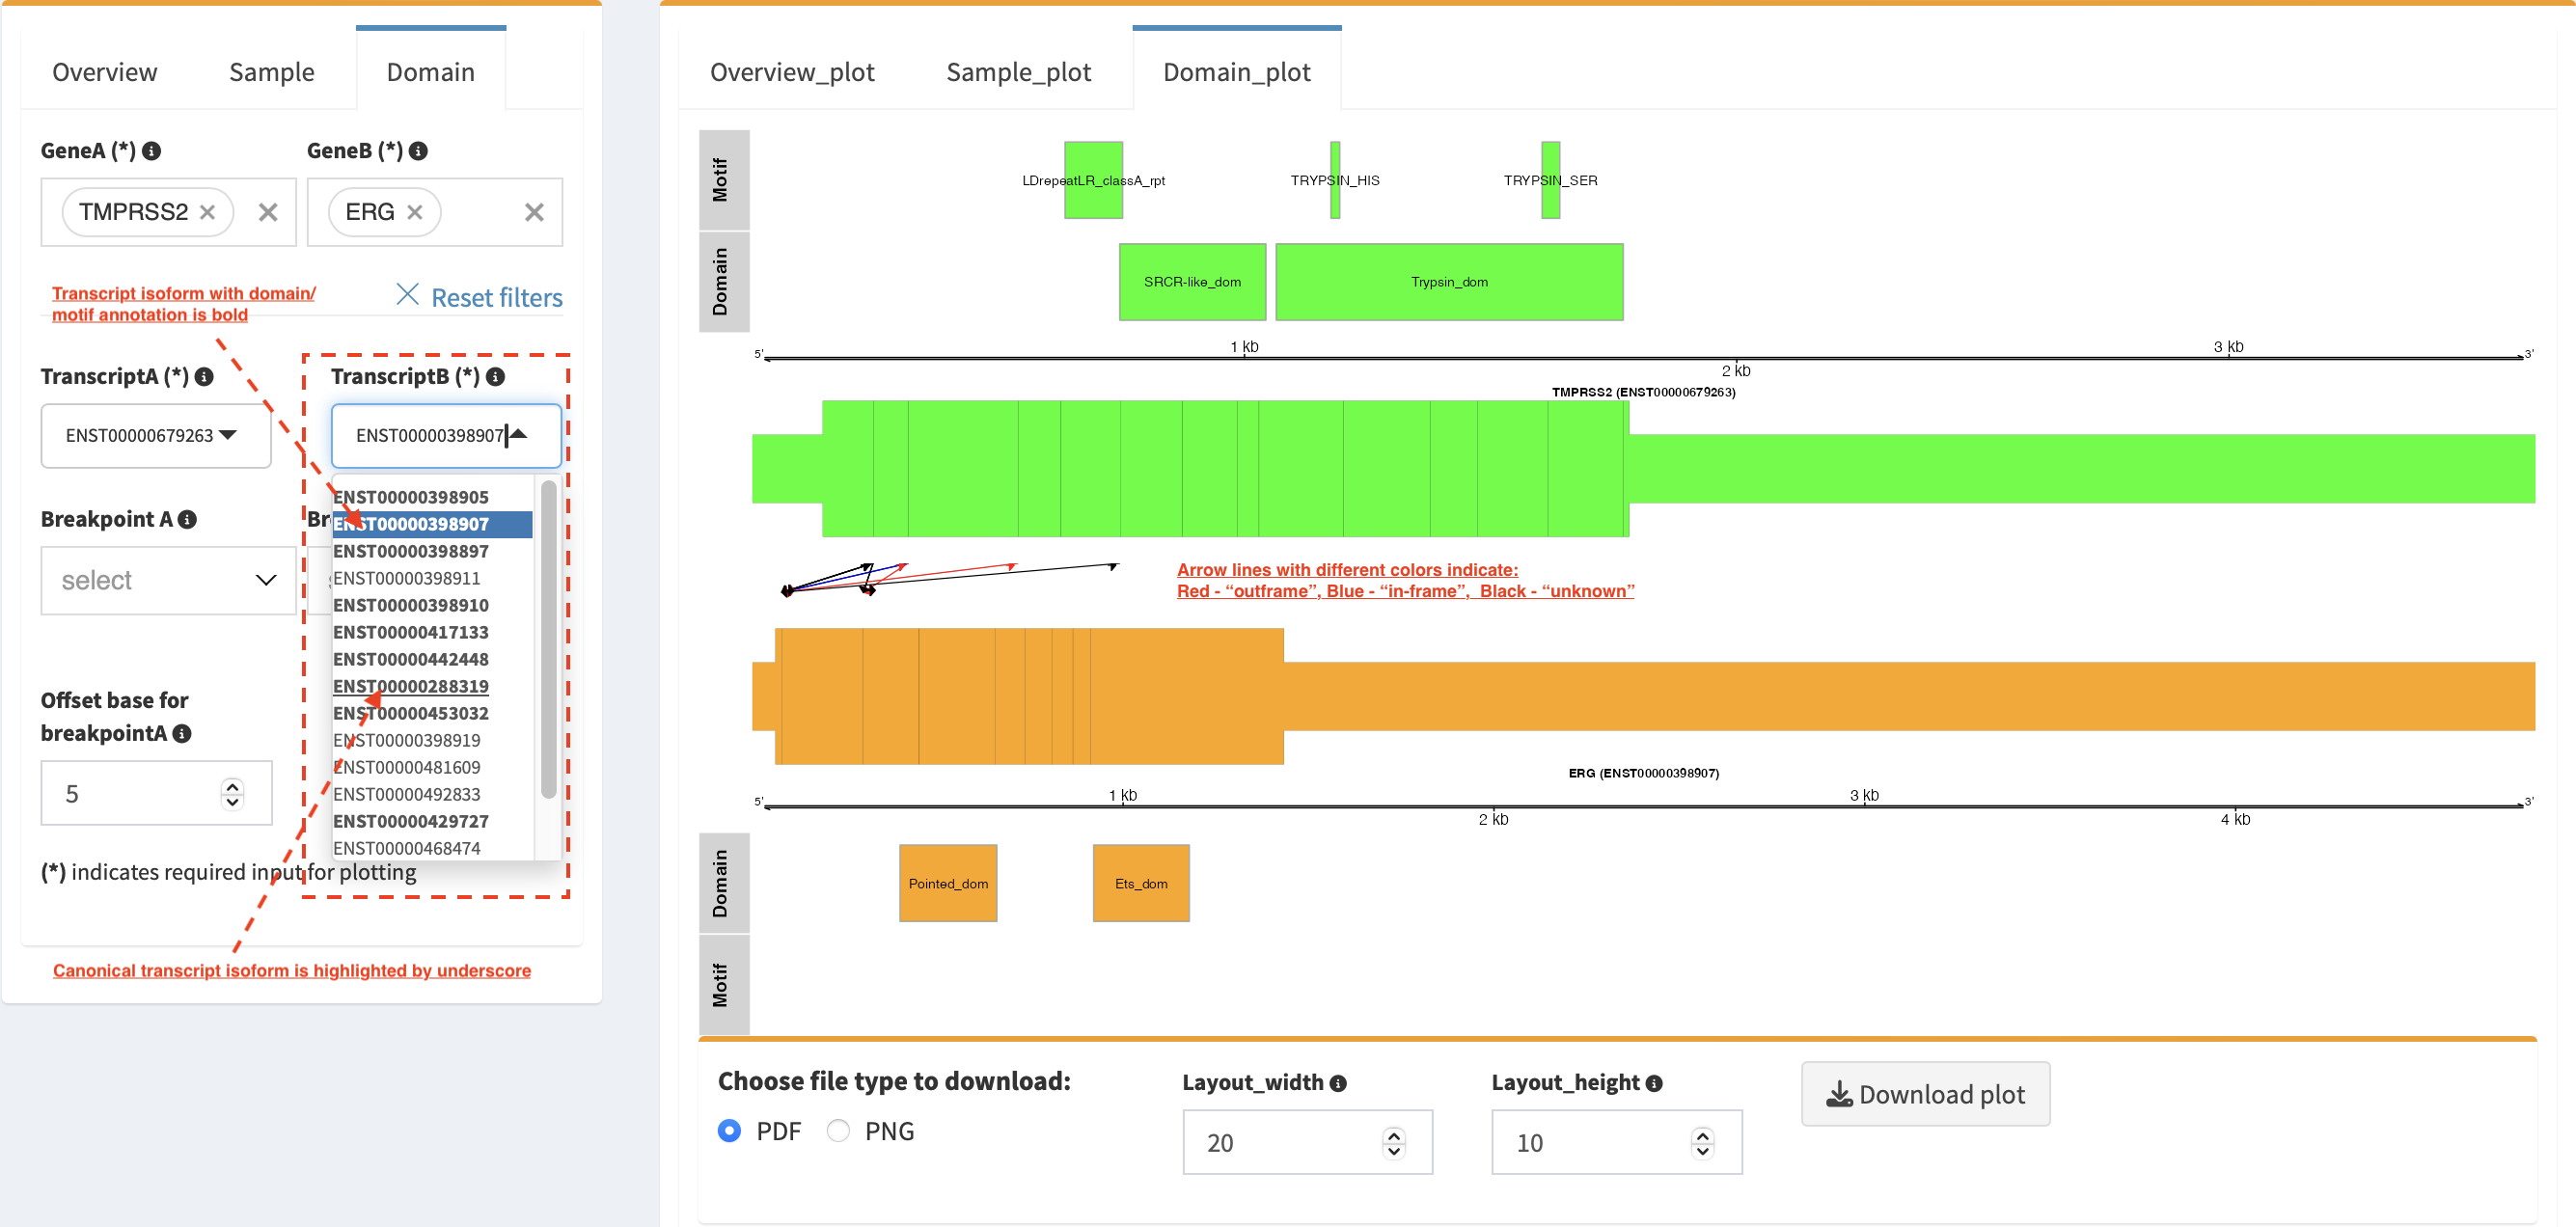 Overview Sample Domain
GeneA (*) GeneB (*)
TMPRSS2 ERG
Transcript isoform with domain/
motif annotation is bold
Reset filters
TranscriptA (*) TranscriptB (*)
ENST00000679263 ENST00000398907
ENST00000398905
ENST00000398907
ENST00000398897
ENST00000398911
ENST00000398910
ENST00000417133
ENST00000442448
ENST00000288319
ENST00000453032
ENST00000398919
ENST00000481609
ENST00000492833
ENST00000429727
ENST00000468474
Breakpoint A Br
select s
Offset base for
breakpointA
5
(*) indicates required input for plotting
Canonical transcript isoform is highlighted by underscore
Overview_plot Sample_plot Domain_plot
Motif
LDrepeatLR_classA_rpt TRYPSIN_HIS TRYPSIN_SER
Domain
SRCR-like_dom Trypsin_dom
5' 1 kb 2 kb 3 kb 3'
TMPRSS2 (ENST00000679263)
Arrow lines with different colors indicate:
Red - “outframe”, Blue - “in-frame”, Black - “unknown”
ERG (ENST00000398907)
5' 1 kb 2 kb 3 kb 4 kb 3'
Domain
Pointed_dom Ets_dom
Motif
Choose file type to download: Layout_width Layout_height
PDF PNG 20 10
Download plot